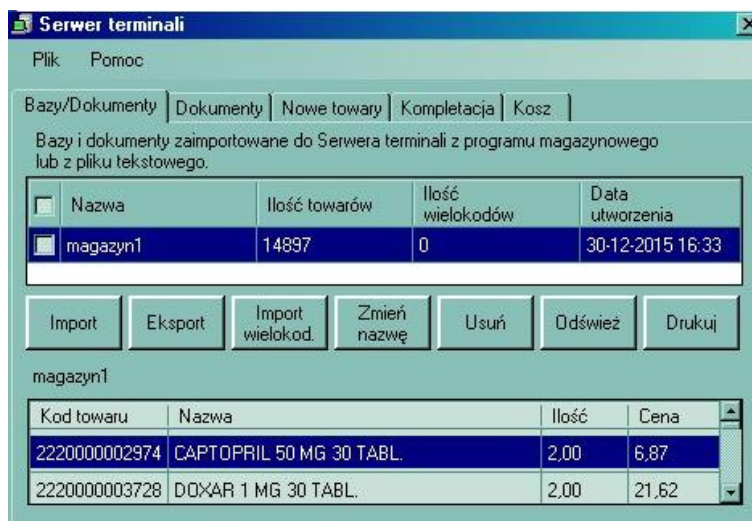 Serwer terminali
Plik Pomoc
Bazy/Dokumenty Dokumenty Nowe towary Kompletacja Kosz
Bazy i dokumenty zaimportowane do Serwera terminali z programu magazynowego
lub z pliku tekstowego.
Nazwa Ilość towarów Ilość wielokodów Data utworzenia
magazyn1 14897 0 30-12-2015 16:33
Import Eksport Import wielokod. Zmień nazwę Usuń Odśwież Drukuj
magazyn1
Kod towaru Nazwa Ilość Cena
2220000002974 CAPTOPRIL 50 MG 30 TABL. 2,00 6,87
2220000003728 DOXAR 1 MG 30 TABL. 2,00 21,62